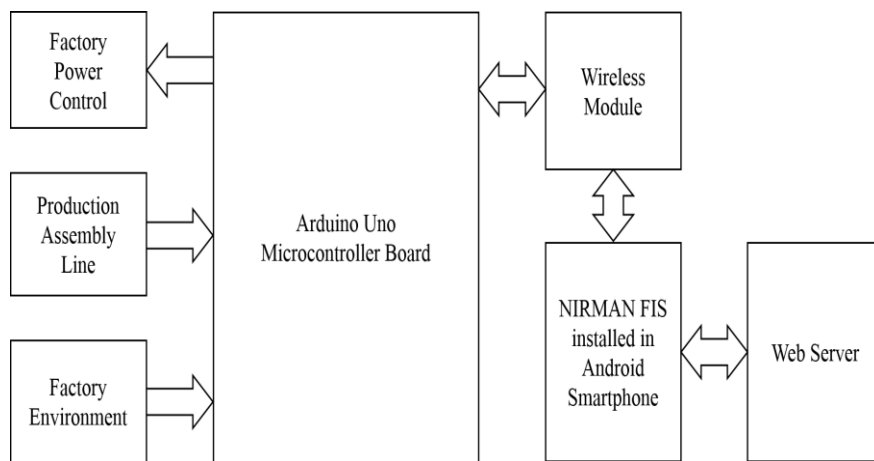 Factory
Power
Control
Production
Assembly
Line
Factory
Environment
Arduino Uno
Microcontroller Board
Wireless
Module
NIRMAN FIS
installed in
Android
Smartphone
Web Server